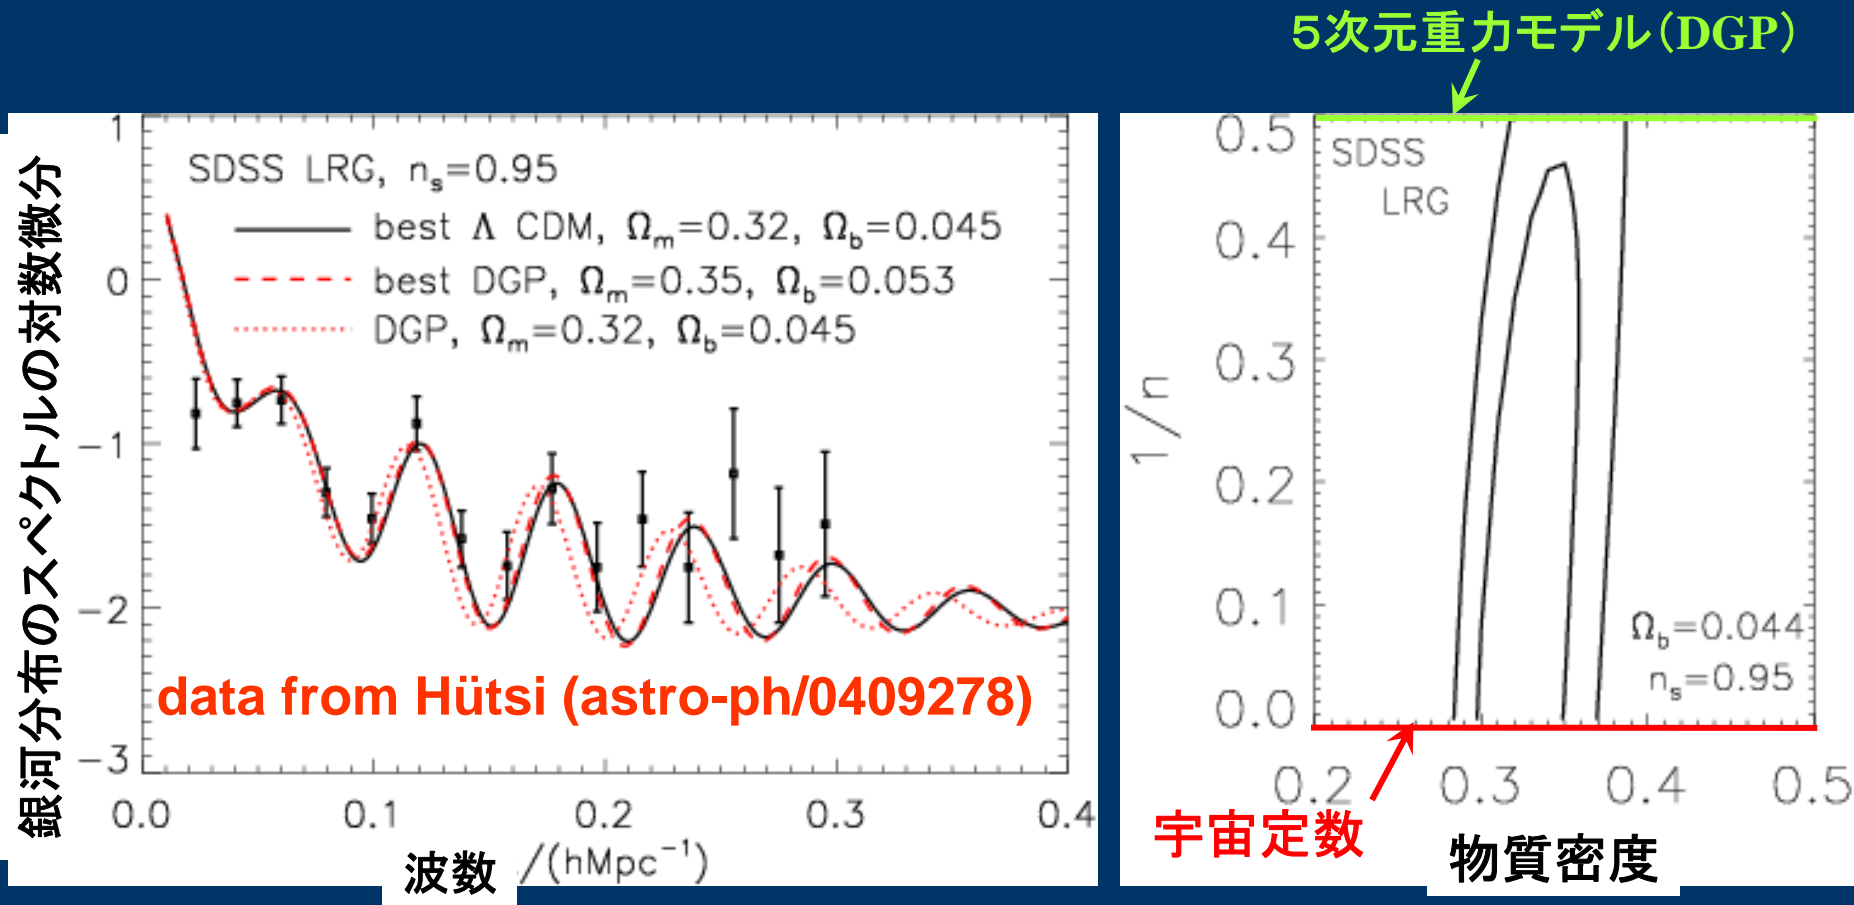 5次元重力モデル(DGP)
銀河分布のスペクトルの対数微分
1
0
−1
−2
−3
SDSS LRG, ns=0.95
best Λ CDM, Ωm=0.32, Ωb=0.045
best DGP, Ωm=0.35, Ωb=0.053
DGP, Ωm=0.32, Ωb=0.045
data from Hütsi (astro-ph/0409278)
0.0 0.1 0.2 0.3 0.4
波数 /(hMpc−1)
1/n
0.5
0.4
0.3
0.2
0.1
0.0
SDSS
LRG
Ωb=0.044
ns=0.95
0.2 0.3 0.4 0.5
宇宙定数
物質密度